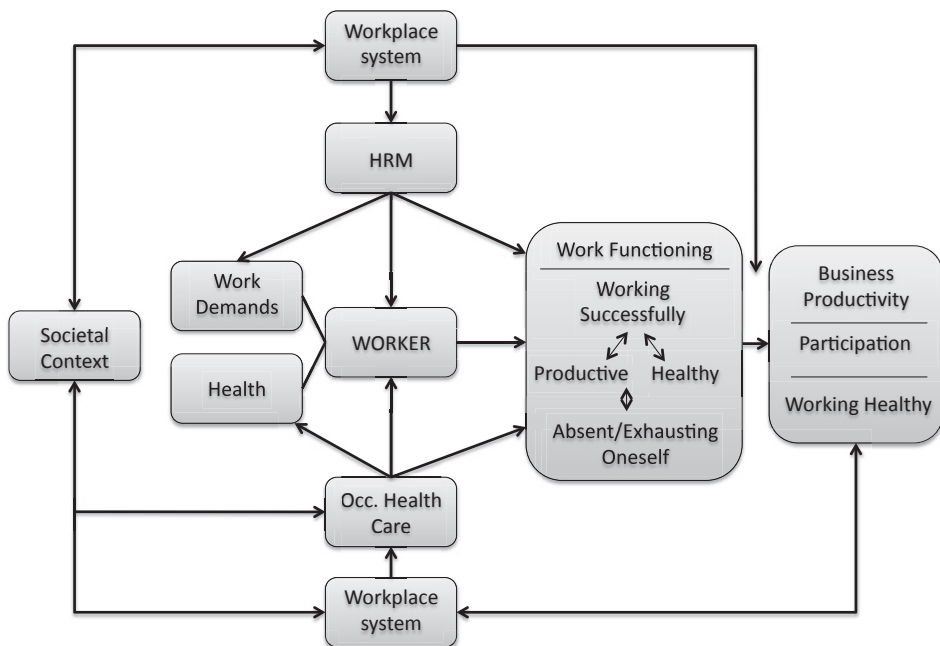 Workplace
system
HRM
Work
Demands
Societal
Context
WORKER
Health
Occ. Health
Care
Workplace
system
Work Functioning
Working
Successfully
Productive Healthy
Absent/Exhausting
Oneself
Business
Productivity
Participation
Working Healthy